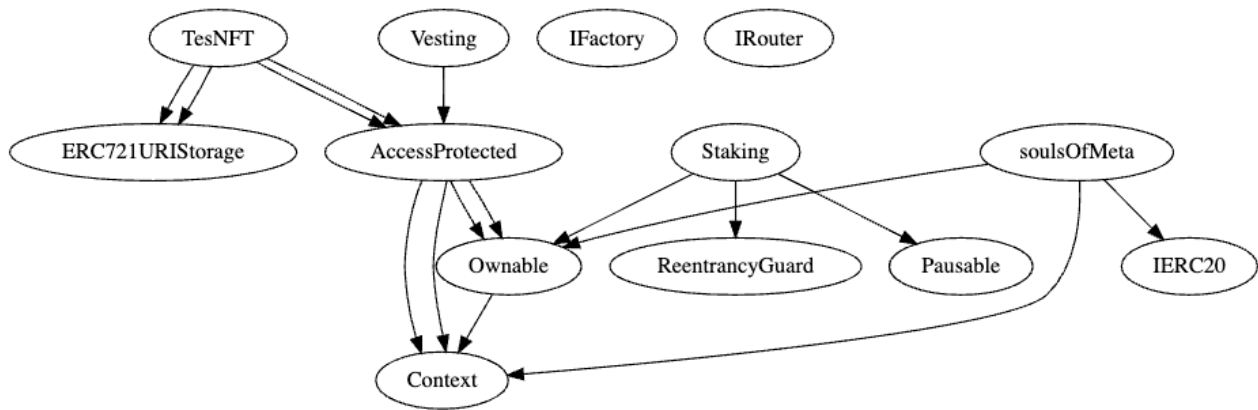 TesNFT
Vesting
IFactory
IRouter
ERC721URIStorage
AccessProtected
Staking
soulsOfMeta
Ownable
ReentrancyGuard
Pausable
IERC20
Context